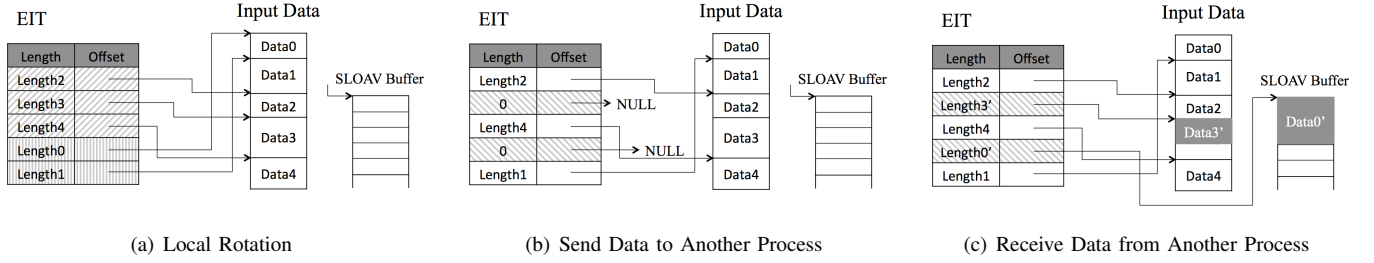 EIT
Input Data
Length Offset
Length2
Length3
Length4
Length0
Length1
Data0
Data1
Data2
Data3
Data4
SLOAV Buffer
(a) Local Rotation
EIT
Input Data
Length Offset
Length2
0 NULL
Length4
0 NULL
Length1
Data0
Data1
Data2
Data3
Data4
SLOAV Buffer
(b) Send Data to Another Process
EIT
Input Data
Length Offset
Length2
Length3’
Length4
Length0’
Length1
Data0
Data1
Data2
Data3’
Data4
SLOAV Buffer
Data0’
(c) Receive Data from Another Process